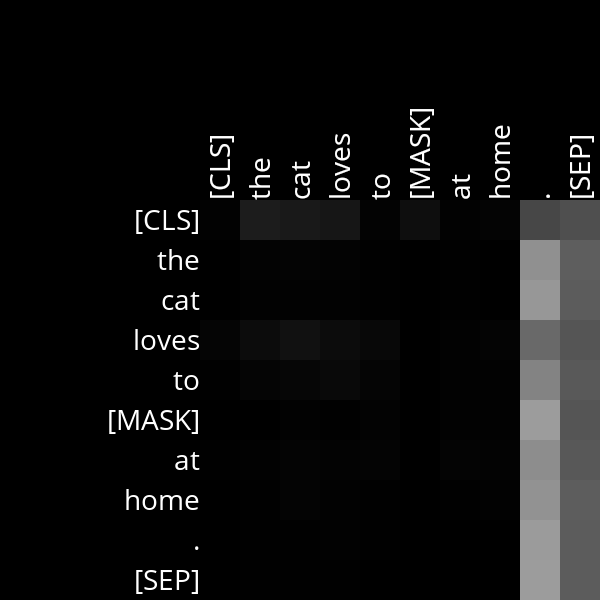 [CLS] the cat loves to [MASK] at home . [SEP]
[CLS]
the
cat
loves
to
[MASK]
at
home
.
[SEP]